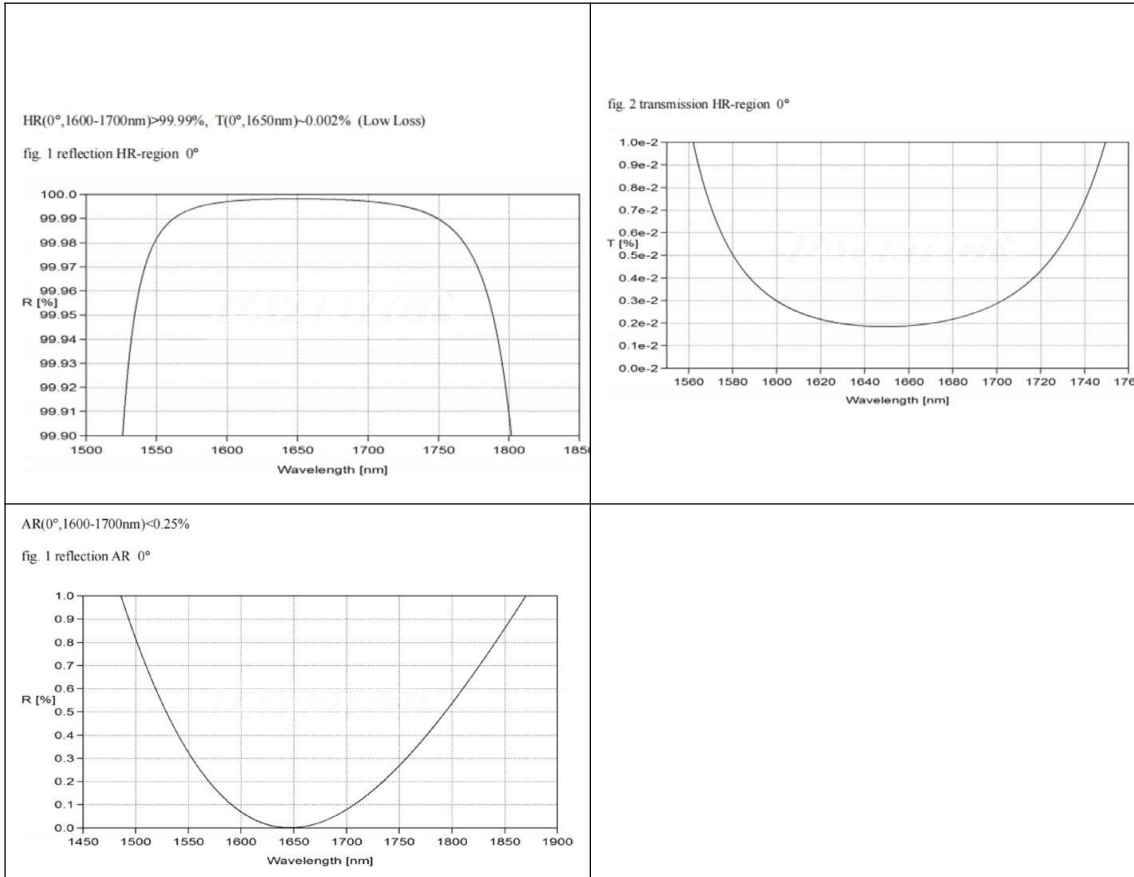 HR(0°,1600-1700nm)>99.99%, T(0°,1650nm)~0.002% (Low Loss)
fig. 1 reflection HR-region 0°
100.0
99.99
99.98
99.97
99.96
R [%]
99.95
99.94
99.93
99.92
99.91
99.90
1500 1550 1600 1650 1700 1750 1800 1850
Wavelength [nm]
fig. 2 transmission HR-region 0°
1.0e-2
0.9e-2
0.8e-2
0.7e-2
0.6e-2
T [%]
0.5e-2
0.4e-2
0.3e-2
0.2e-2
0.1e-2
0.0e-2
1560 1580 1600 1620 1640 1660 1680 1700 1720 1740 176
Wavelength [nm]
AR(0°,1600-1700nm)<0.25%
fig. 1 reflection AR 0°
1.0
0.9
0.8
0.7
0.6
R [%]
0.5
0.4
0.3
0.2
0.1
0.0
1450 1500 1550 1600 1650 1700 1750 1800 1850 1900
Wavelength [nm]